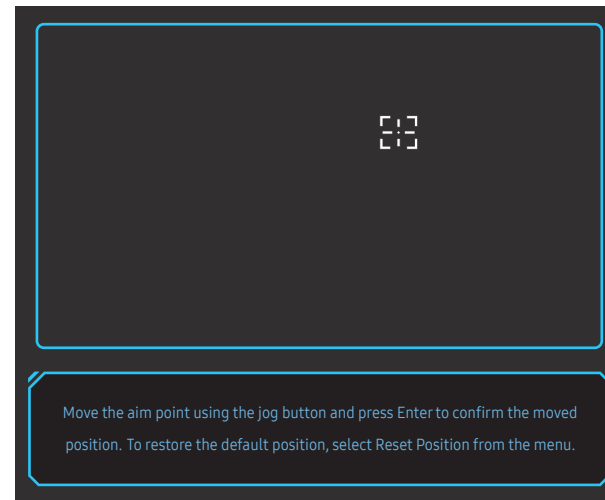 Move the aim point using the jog button and press Enter to confirm the moved
position. To restore the default position, select Reset Position from the menu.